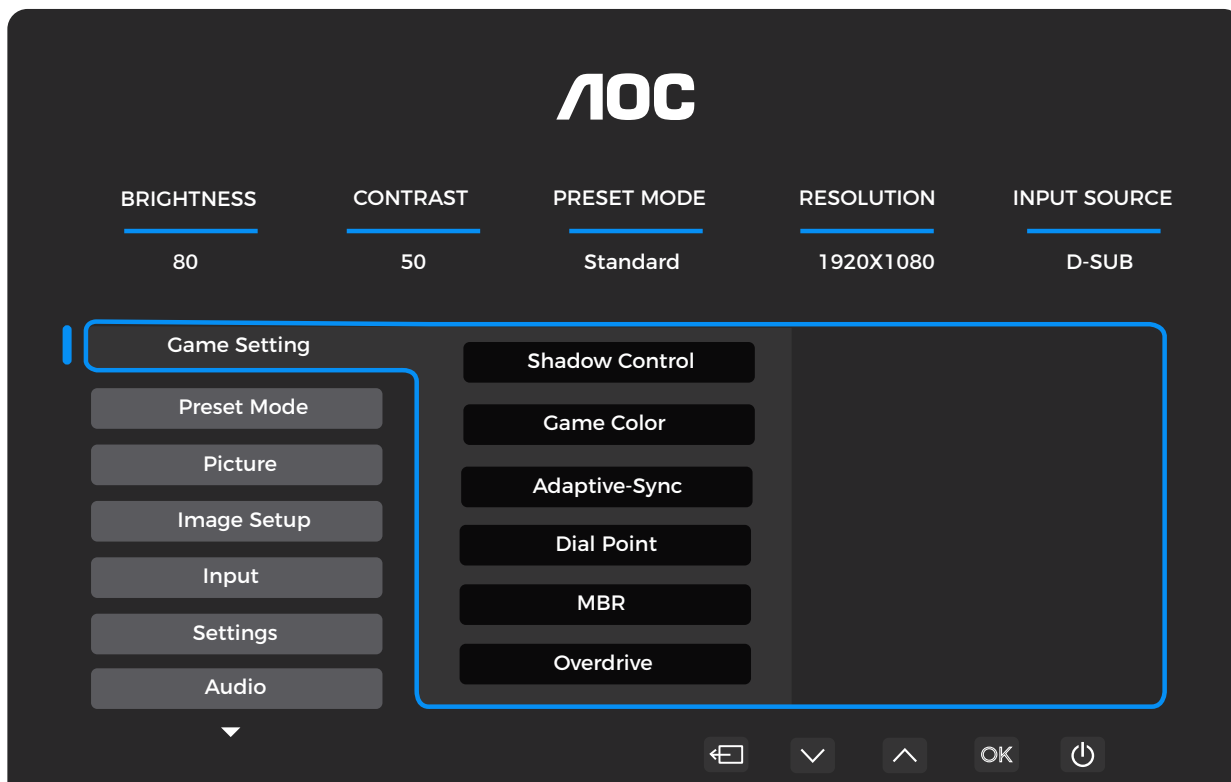 AOC
BRIGHTNESS CONTRAST PRESET MODE RESOLUTION INPUT SOURCE
80 50 Standard 1920X1080 D-SUB
Game Setting
Preset Mode
Picture
Image Setup
Input
Settings
Audio
Shadow Control
Game Color
Adaptive-Sync
Dial Point
MBR
Overdrive
OK